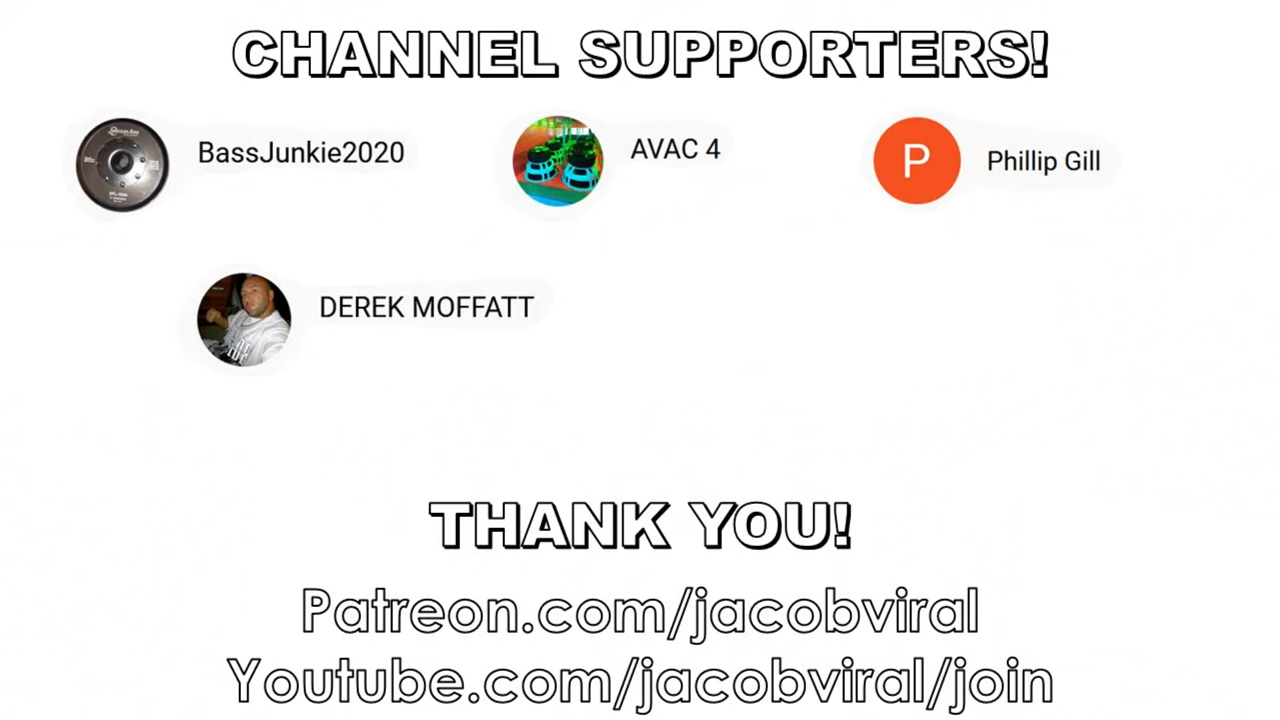 CHANNEL SUPPORTERS!
BassJunkie2020
AVAC 4
P
Phillip Gill
DEREK MOFFATT
THANK YOU!
Patreon.com/jacobviral
Youtube.com/jacobviral/join